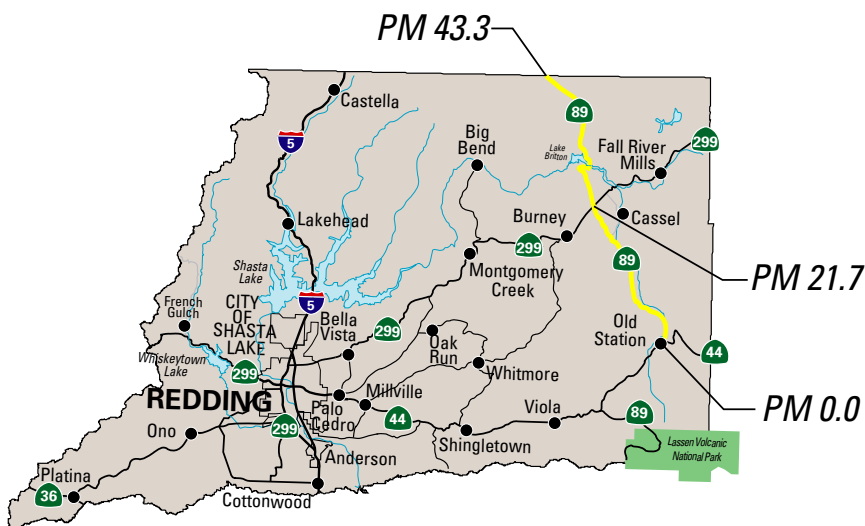 PM 43.3
Castella
89
5
Big
Bend
Lake
Britton
Fall River
Mills
299
Lakehead
Burney
Cassel
299
Shasta
Lake
Montgomery
Creek
89
PM 21.7
French
Gulch
CITY
OF
SHASTA
LAKE
5
Bella
Vista
299
Oak
Run
Old
Station
44
Whiskeytown
Lake
299
Whitmore
REDDING
Palo
Cedro
Millville
44
Viola
89
PM 0.0
Ono
299
Shingletown
Lassen Volcanic
National Park
Anderson
Platina
36
Cottonwood